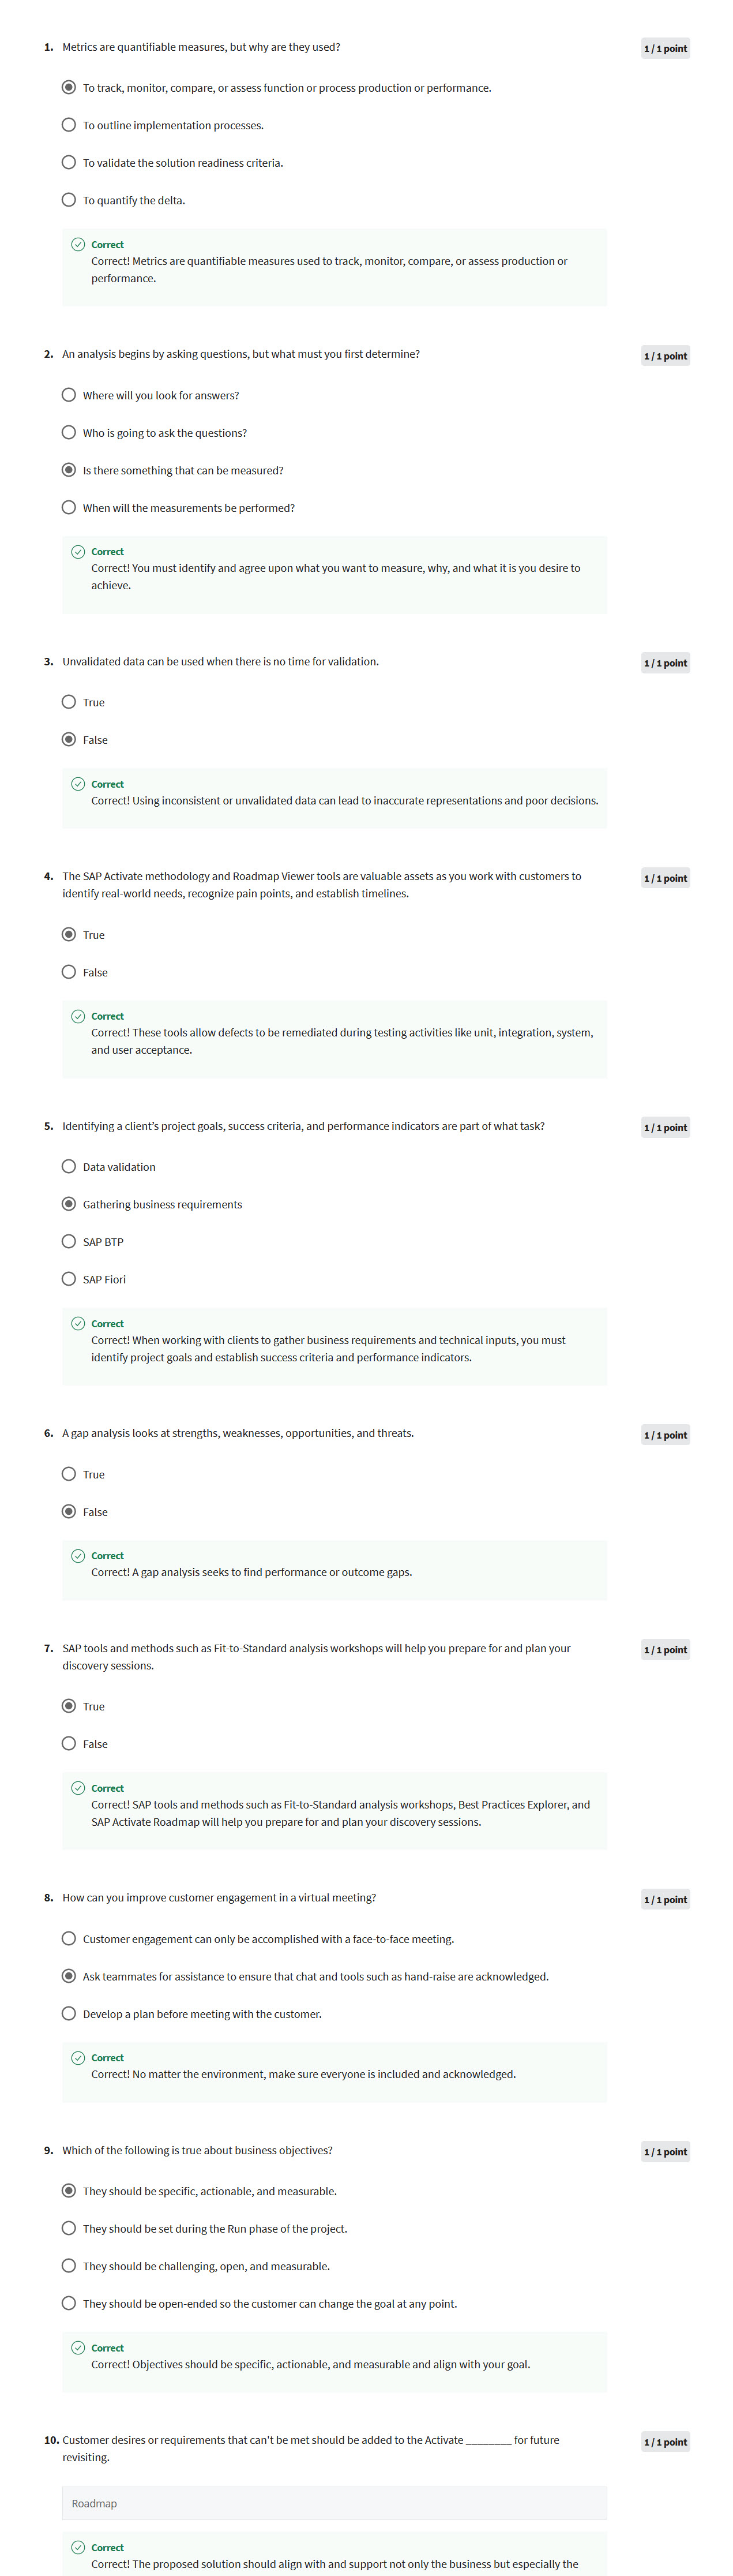 1. Metrics are quantifiable measures, but why are they used?
1 / 1 point
To track, monitor, compare, or assess function or process production or performance.
To outline implementation processes.
To validate the solution readiness criteria.
To quantify the delta.
Correct
Correct! Metrics are quantifiable measures used to track, monitor, compare, or assess production or
performance.
2. An analysis begins by asking questions, but what must you first determine?
1 / 1 point
Where will you look for answers?
Who is going to ask the questions?
Is there something that can be measured?
When will the measurements be performed?
Correct
Correct! You must identify and agree upon what you want to measure, why, and what it is you desire to
achieve.
3. Unvalidated data can be used when there is no time for validation.
1 / 1 point
True
False
Correct
Correct! Using inconsistent or unvalidated data can lead to inaccurate representations and poor decisions.
4. The SAP Activate methodology and Roadmap Viewer tools are valuable assets as you work with customers to
identify real-world needs, recognize pain points, and establish timelines.
1 / 1 point
True
False
Correct
Correct! These tools allow defects to be remediated during testing activities like unit, integration, system,
and user acceptance.
5. Identifying a client's project goals, success criteria, and performance indicators are part of what task?
1 / 1 point
Data validation
Gathering business requirements
SAP BTP
SAP Fiori
Correct
Correct! When working with clients to gather business requirements and technical inputs, you must
identify project goals and establish success criteria and performance indicators.
6. A gap analysis looks at strengths, weaknesses, opportunities, and threats.
1 / 1 point
True
False
Correct
Correct! A gap analysis seeks to find performance or outcome gaps.
7. SAP tools and methods such as Fit-to-Standard analysis workshops will help you prepare for and plan your
discovery sessions.
1 / 1 point
True
False
Correct
Correct! SAP tools and methods such as Fit-to-Standard analysis workshops, Best Practices Explorer, and
SAP Activate Roadmap will help you prepare for and plan your discovery sessions.
8. How can you improve customer engagement in a virtual meeting?
1 / 1 point
Customer engagement can only be accomplished with a face-to-face meeting.
Ask teammates for assistance to ensure that chat and tools such as hand-raise are acknowledged.
Develop a plan before meeting with the customer.
Correct
Correct! No matter the environment, make sure everyone is included and acknowledged.
9. Which of the following is true about business objectives?
1 / 1 point
They should be specific, actionable, and measurable.
They should be set during the Run phase of the project.
They should be challenging, open, and measurable.
They should be open-ended so the customer can change the goal at any point.
Correct
Correct! Objectives should be specific, actionable, and measurable and align with your goal.
10. Customer desires or requirements that can't be met should be added to the Activate ________ for future
revisiting.
1 / 1 point
Roadmap
Correct
Correct! The proposed solution should align with and support not only the business but especially the